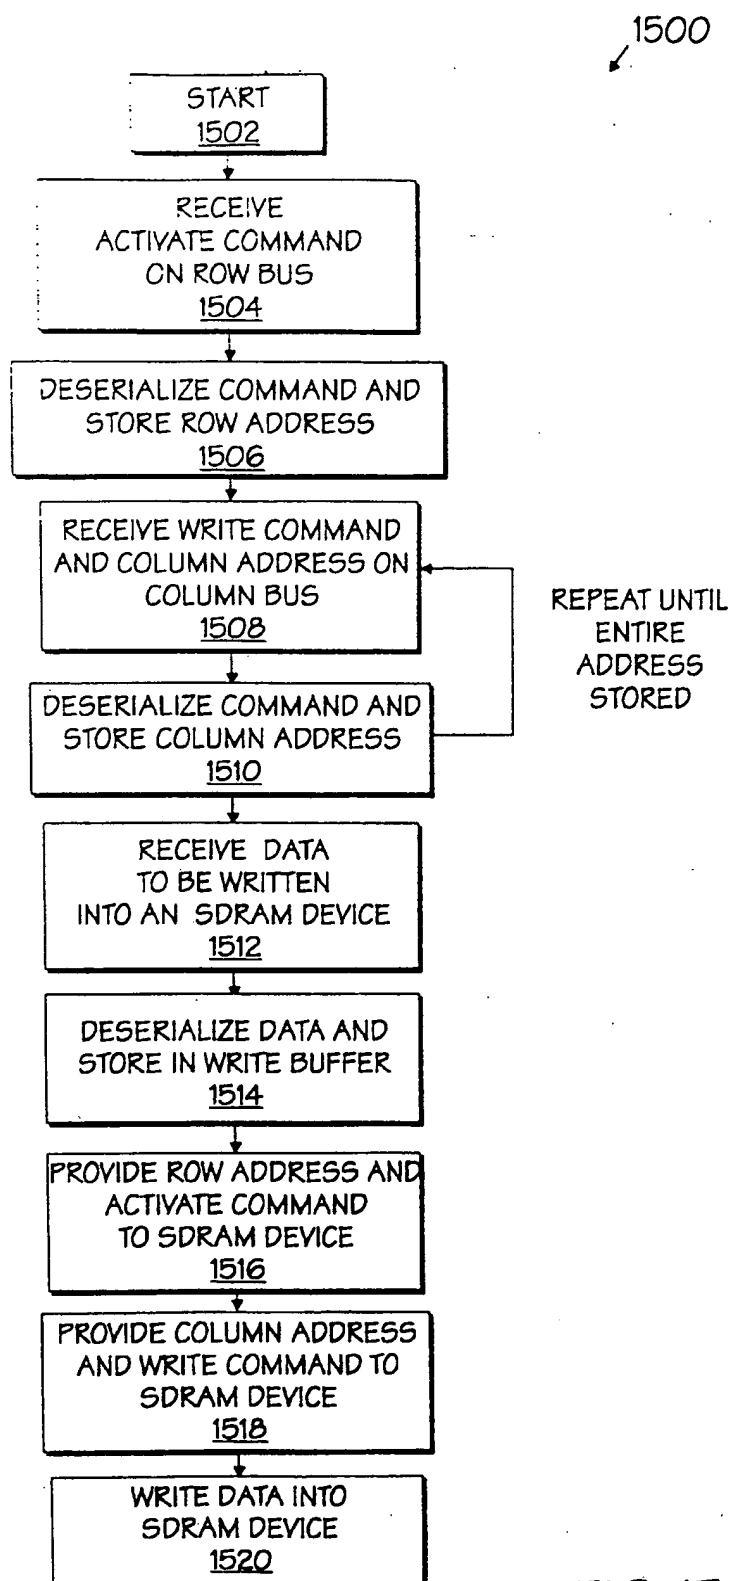 1500
START
1502
RECEIVE
ACTIVATE COMMAND
ON ROW BUS
1504
DESERIALIZE COMMAND AND
STORE ROW ADDRESS
1506
RECEIVE WRITE COMMAND
AND COLUMN ADDRESS ON
COLUMN BUS
1508
REPEAT UNTIL
ENTIRE
ADDRESS
STORED
DESERIALIZE COMMAND AND
STORE COLUMN ADDRESS
1510
RECEIVE DATA
TO BE WRITTEN
INTO AN SDRAM DEVICE
1512
DESERIALIZE DATA AND
STORE IN WRITE BUFFER
1514
PROVIDE ROW ADDRESS AND
ACTIVATE COMMAND
TO SDRAM DEVICE
1516
PROVIDE COLUMN ADDRESS
AND WRITE COMMAND TO
SDRAM DEVICE
1518
WRITE DATA INTO
SDRAM DEVICE
1520